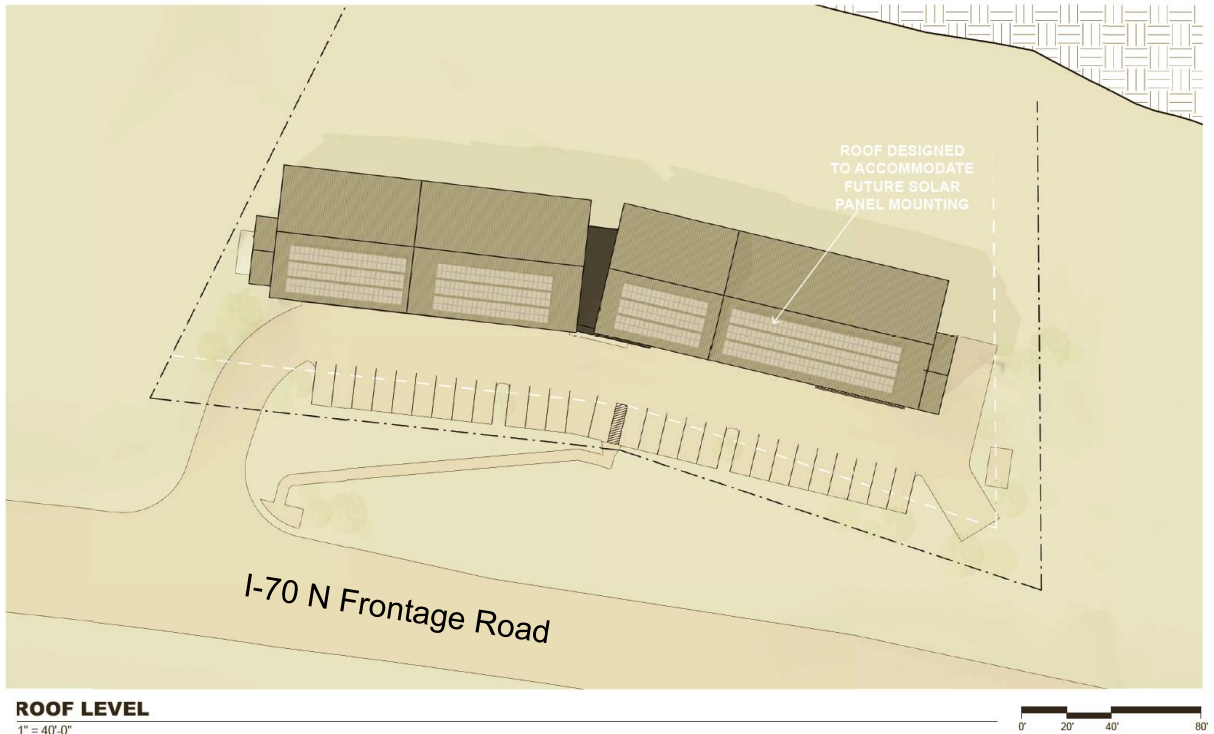 ROOF DESIGNED
TO ACCOMMODATE
FUTURE SOLAR
PANEL MOUNTING
I-70 N Frontage Road
ROOF LEVEL
1" = 40'-0"
0' 20' 40' 80'